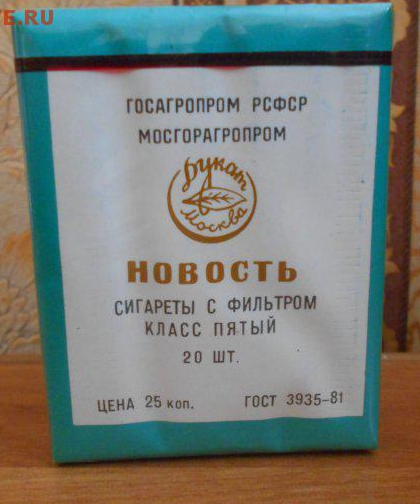 FE.RU
ГОСАГРОПРОМ РСФСР
МОСГОРАГРОПРОМ
Дукат
Москва
НОВОСТЬ
СИГАРЕТЫ С ФИЛЬТРОМ
КЛАСС ПЯТЫЙ
20 ШТ.
ЦЕНА 25 КОП.
ГОСТ 3935-81